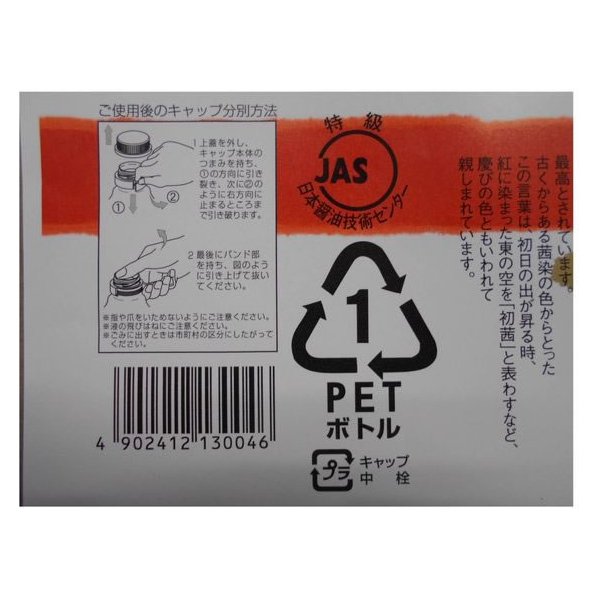 ご使用後のキャップ分別方法
1 上蓋を外し、
キャップ本体の
つまみを持ち、
①の方向に引き
裂き、次に②の
ように右方向に
止まるところま
で引き破ります。
①
②
2 最後にバンド部
を持ち、図のよう
に引き上げて抜い
てください。
※指や爪をいためないようにご注意ください。
※液の飛びはねにご注意ください。
※ごみに出すときは市町村の区分にしたがって
ください。
4 902412 130046
特級
JAS
日本醤油技術センター
1
PET
ボトル
プラ
キャップ
中栓
最高とされています。
古くからある茜染の色からとった
この言葉は、初日の出が昇る時、
紅に染まった東の空を「初茜」と表わすなど、
慶びの色ともいわれて
親しまれています。